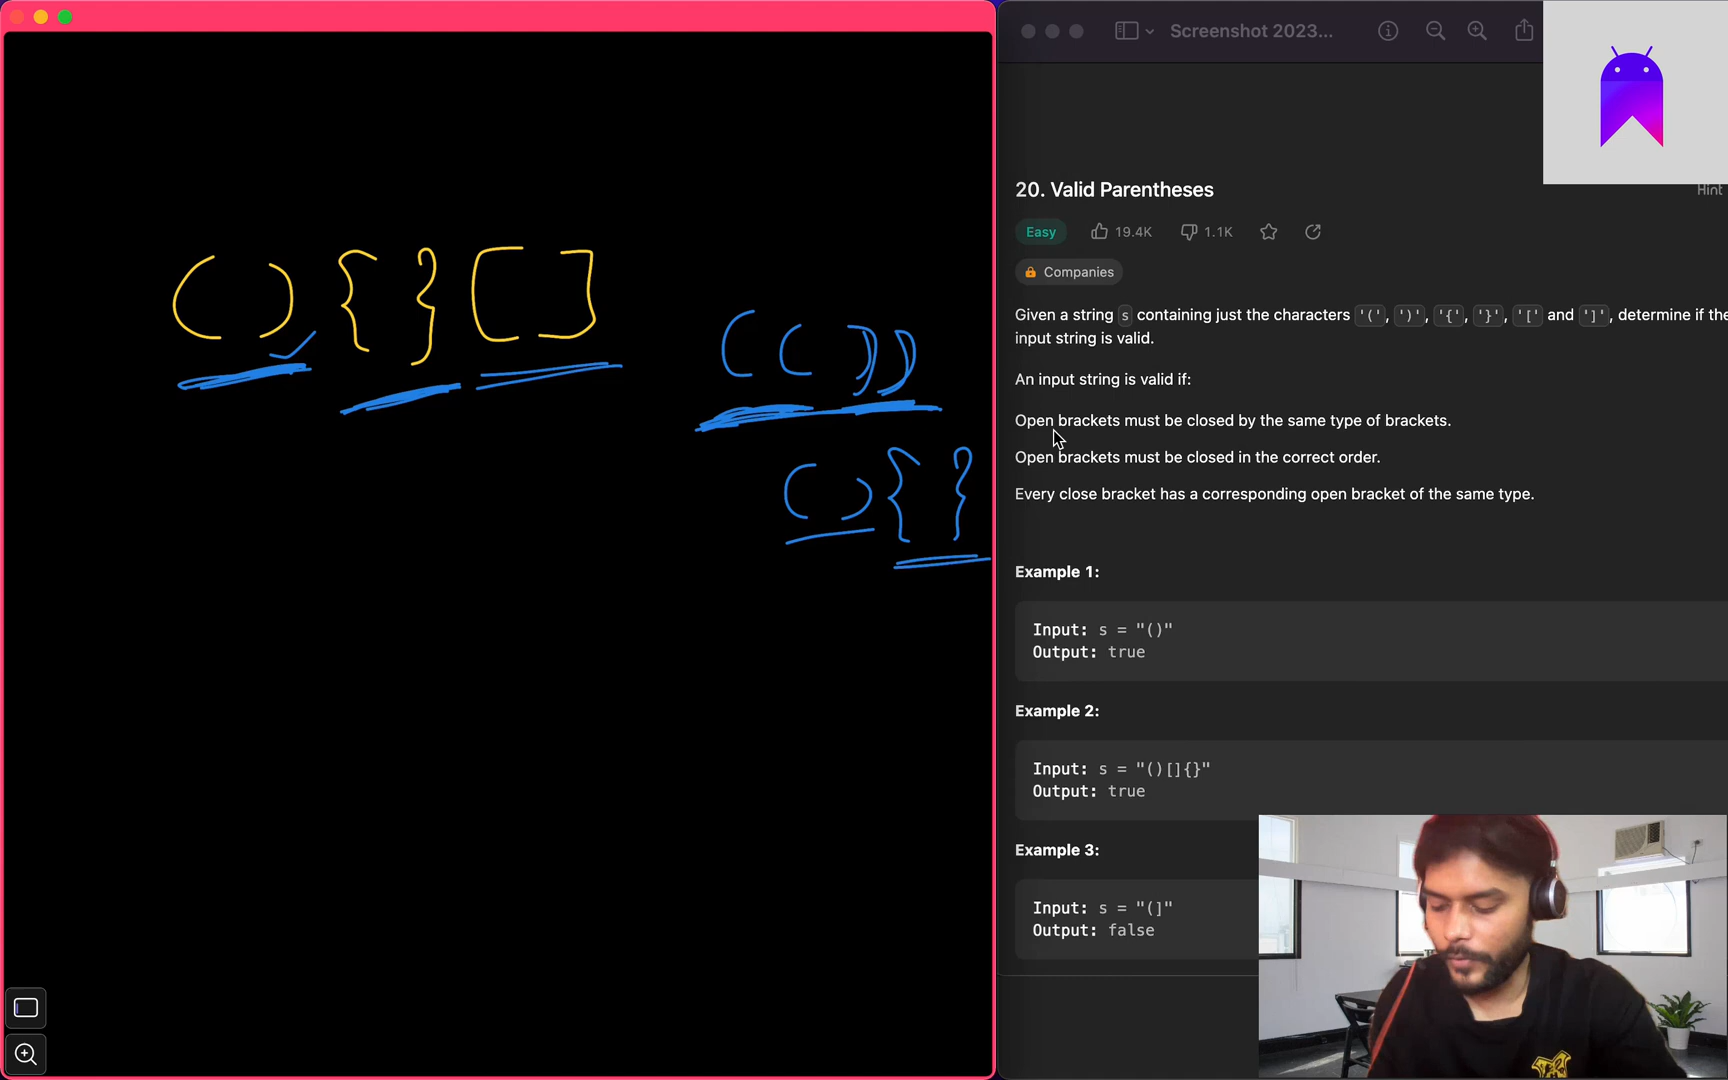 (){}[]
(())
(){}
Screenshot 2023...
20. Valid Parentheses
Hint
Easy 19.4K 1.1K
Companies
Given a string s containing just the characters '(', ')', '{', '}', '[' and ']', determine if the
input string is valid.
An input string is valid if:
Open brackets must be closed by the same type of brackets.
Open brackets must be closed in the correct order.
Every close bracket has a corresponding open bracket of the same type.
Example 1:
Input: s = "()"
Output: true
Example 2:
Input: s = "()[]{}"
Output: true
Example 3:
Input: s = "(]"
Output: false